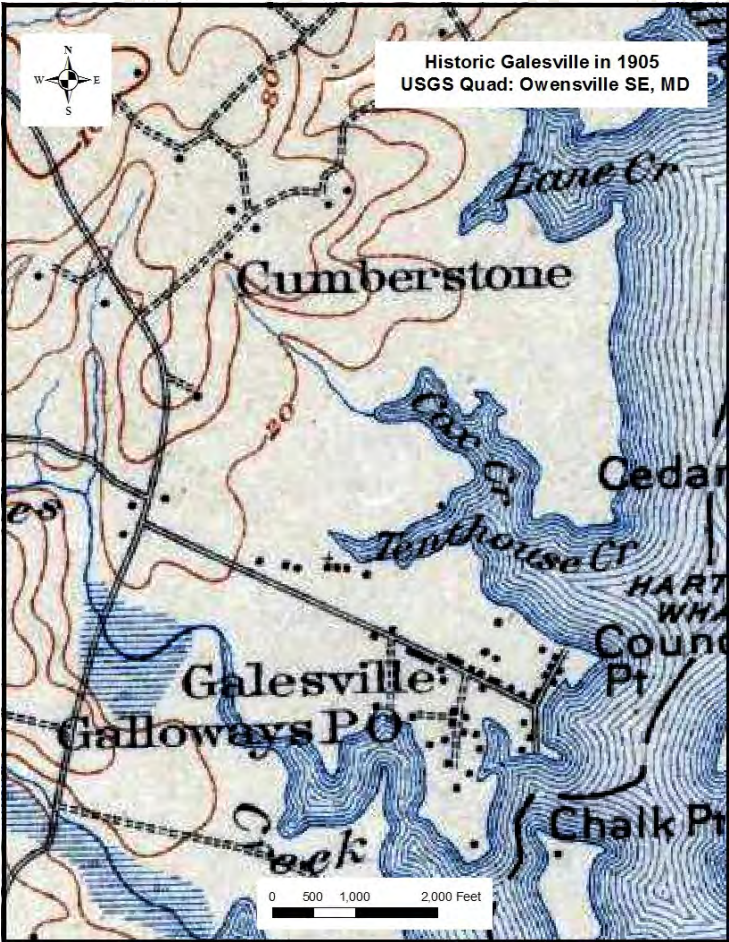 N
W E
S
Historic Galesville in 1905
USGS Quad: Owensville SE, MD
80
Lane Cr
Cumberstone
20
Cox Cr
Cedar
es
Tenthouse Cr
HART
WHA
Counc
Pt
Galesville
Galloways P O
Creek
Chalk Pt
0 500 1,000 2,000 Feet